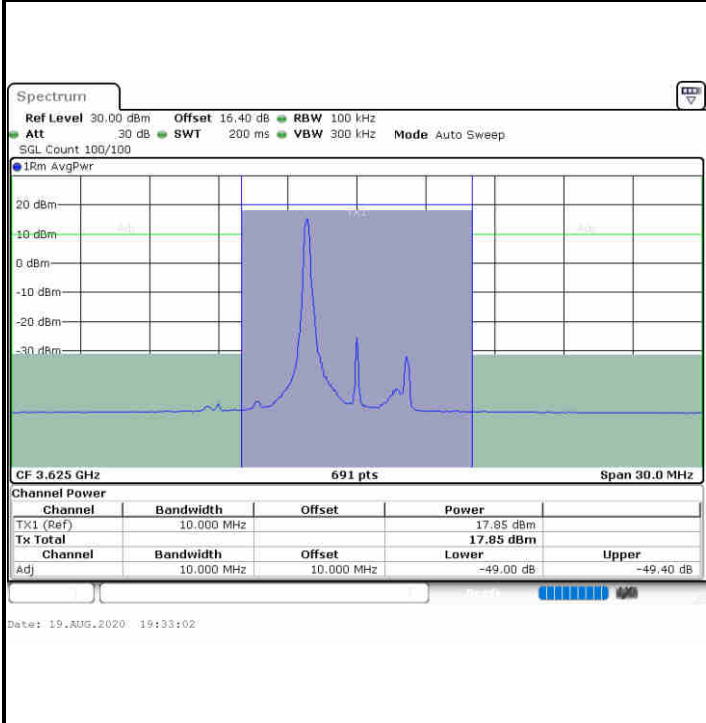 Spectrum
Ref Level 30.00 dBm Offset 16.40 dB RBW 100 kHz
Att 30 dB SWT 200 ms VBW 300 kHz Mode Auto Sweep
SGL Count 100/100
1Rm AvgPwr
TX1
20 dBm
Adj Adj
10 dBm
0 dBm
-10 dBm
-20 dBm
-30 dBm
CF 3.625 GHz 691 pts Span 30.0 MHz
Channel Power
Channel Bandwidth Offset Power
TX1 (Ref) 10.000 MHz 17.85 dBm
Tx Total 17.85 dBm
Channel Bandwidth Offset Lower Upper
Adj 10.000 MHz 10.000 MHz -49.00 dB -49.40 dB
Date: 19.AUG.2020 19:33:02